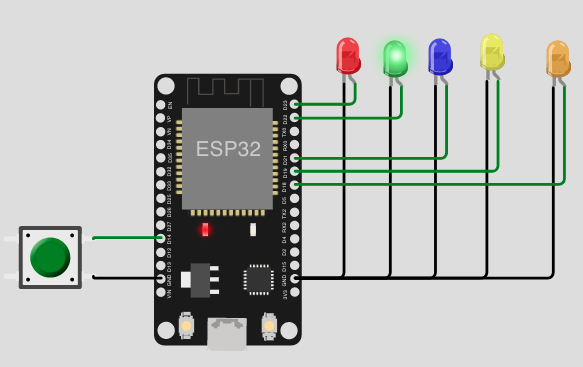 ESP32
EN
VP
VN
D34
D35
D32
D33
D25
D26
D27
D14
D12
D13
GND
VIN
D23
D22
TX0
RX0
D21
D19
D18
D5
TX2
RX2
D4
D2
D15
GND
3V3